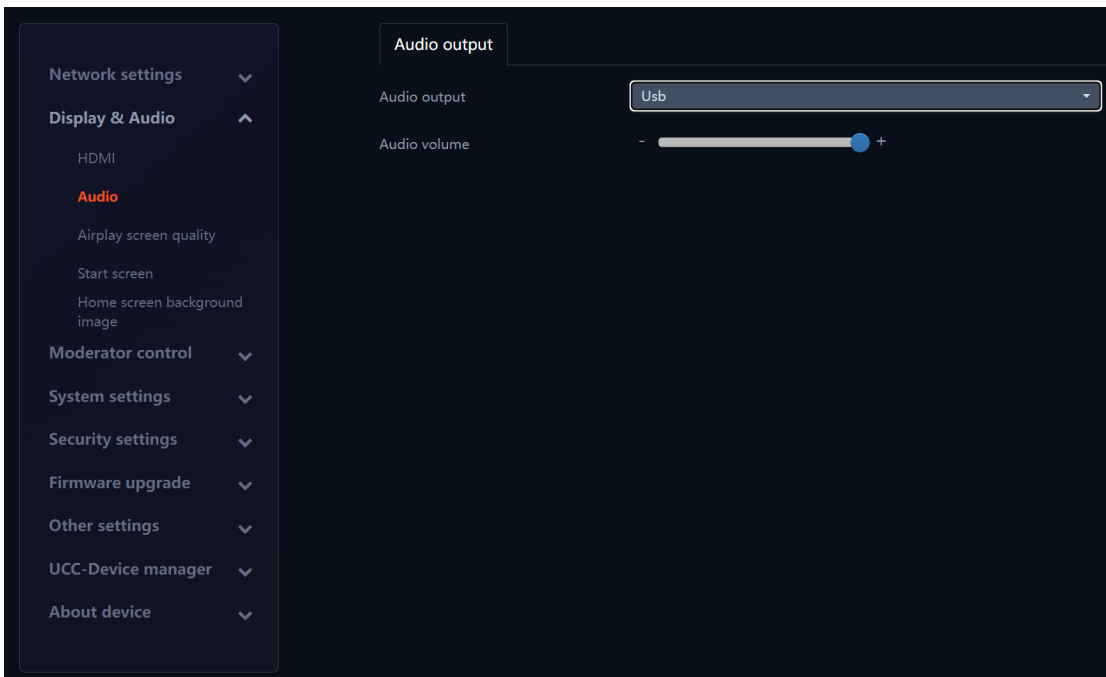 Network settings
Display & Audio
HDMI
Audio
Airplay screen quality
Start screen
Home screen background
image
Moderator control
System settings
Security settings
Firmware upgrade
Other settings
UCC-Device manager
About device
Audio output
Audio output
Usb
Audio volume
- +